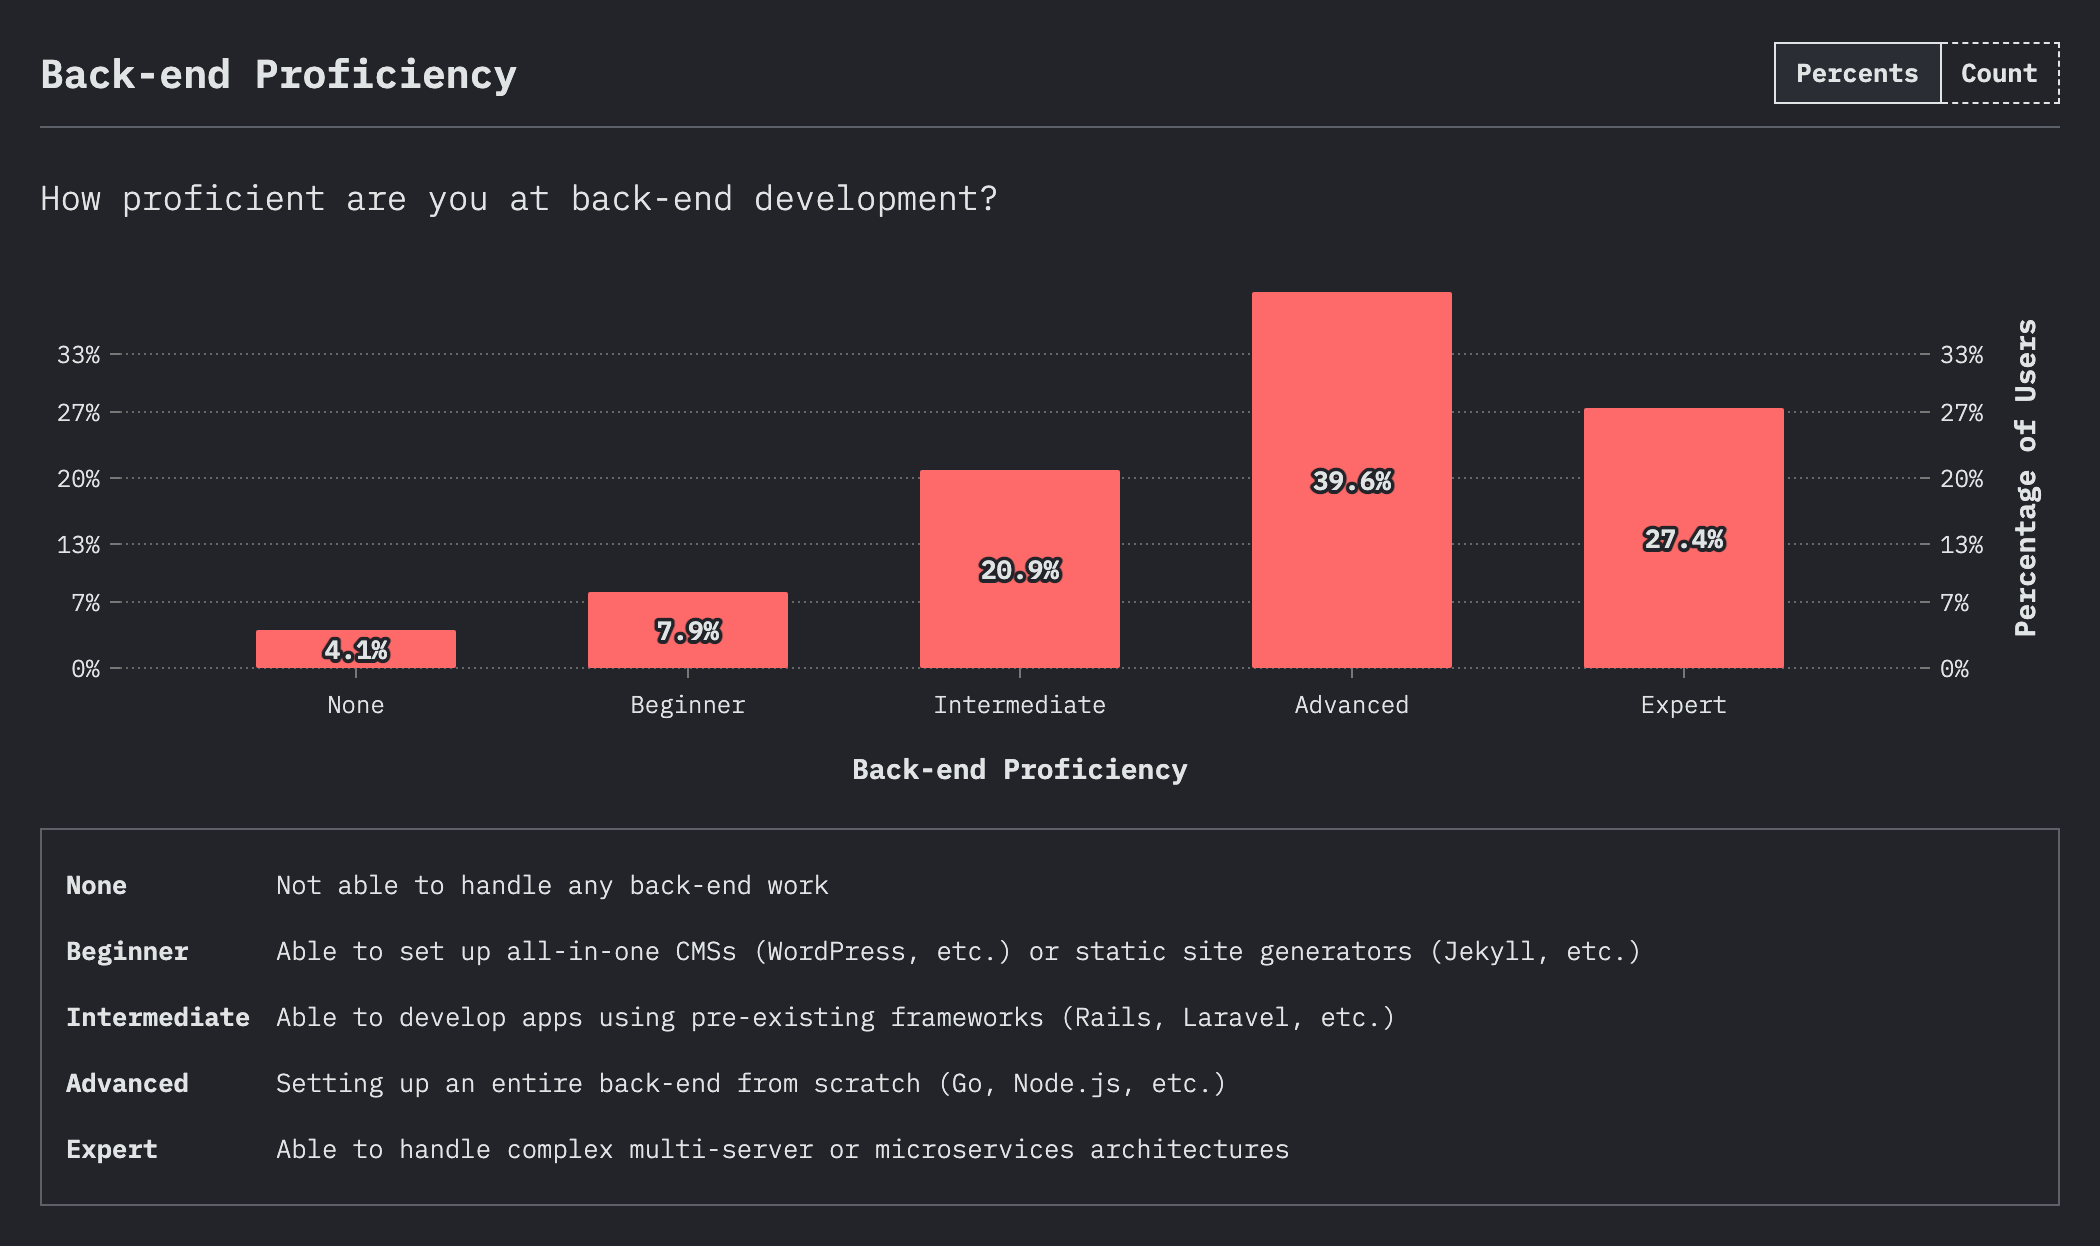 Back-end Proficiency
Percents Count
How proficient are you at back-end development?
33% 33%
27% 27%
20% 20%
13% 13%
7% 7%
0% 0%
Percentage of Users
4.1% 7.9% 20.9% 39.6% 27.4%
None Beginner Intermediate Advanced Expert
Back-end Proficiency
None Not able to handle any back-end work
Beginner Able to set up all-in-one CMSs (WordPress, etc.) or static site generators (Jekyll, etc.)
Intermediate Able to develop apps using pre-existing frameworks (Rails, Laravel, etc.)
Advanced Setting up an entire back-end from scratch (Go, Node.js, etc.)
Expert Able to handle complex multi-server or microservices architectures